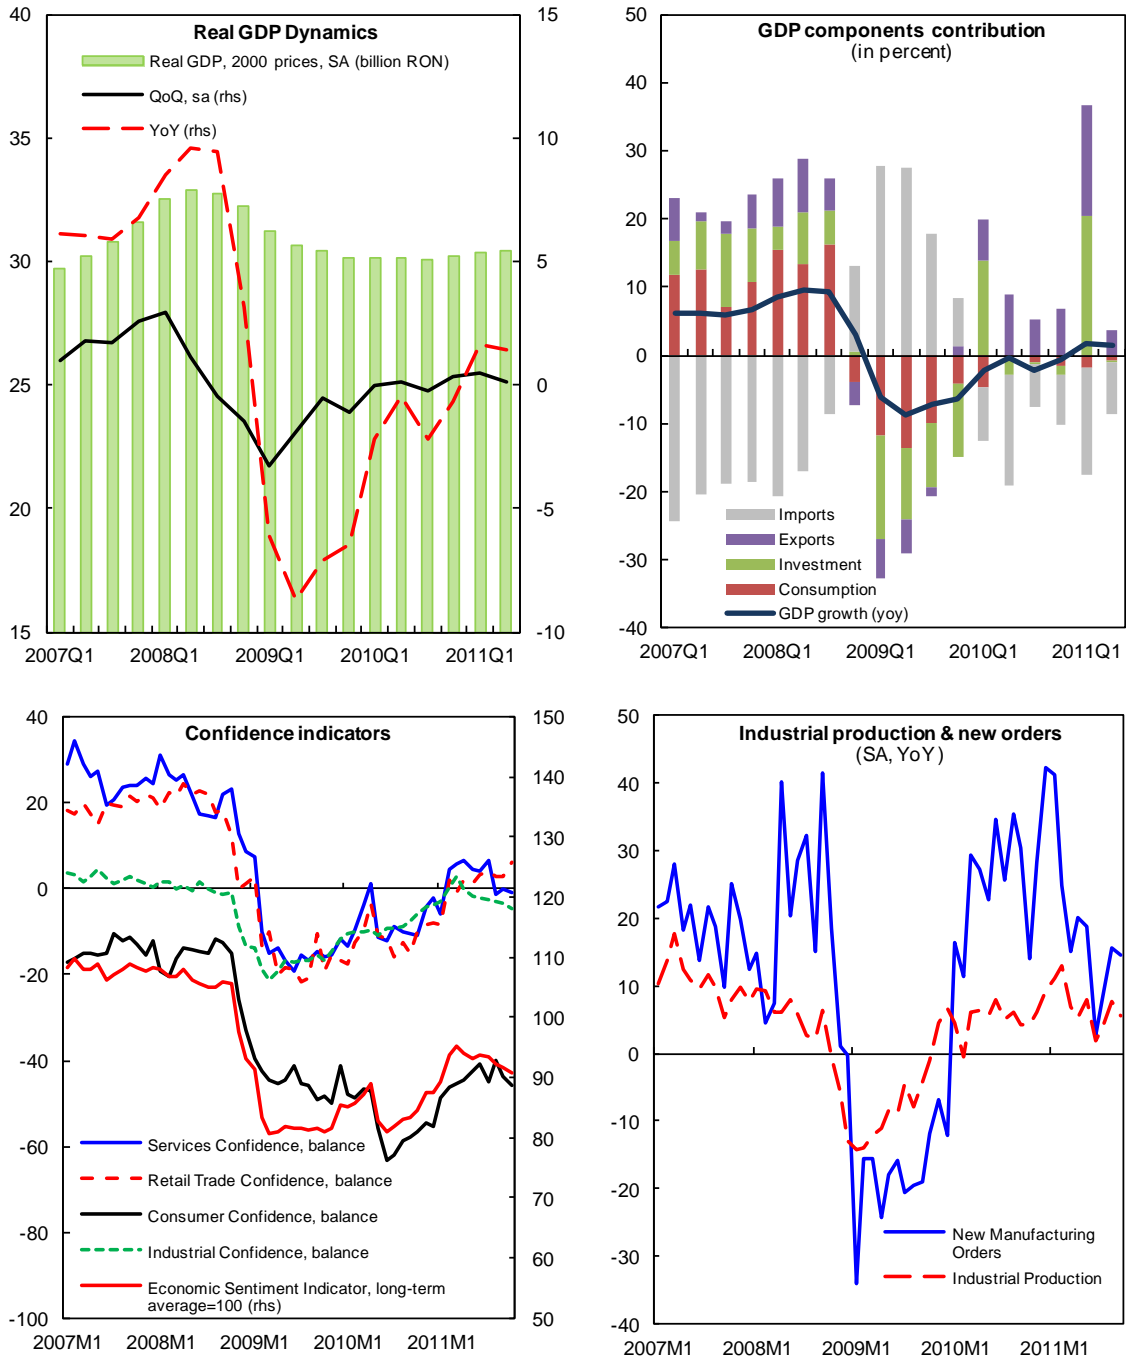 Real GDP Dynamics
Real GDP, 2000 prices, SA (billion RON)
QoQ, sa (rhs)
YoY (rhs)
40
35
30
25
20
15
15
10
5
0
-5
-10
2007Q1 2008Q1 2009Q1 2010Q1 2011Q1
GDP components contribution
(in percent)
50
40
30
20
10
0
-10
-20
-30
-40
Imports
Exports
Investment
Consumption
GDP growth (yoy)
2007Q1 2008Q1 2009Q1 2010Q1 2011Q1
Confidence indicators
40
20
0
-20
-40
-60
-80
-100
150
140
130
120
110
100
90
80
70
60
50
Services Confidence, balance
Retail Trade Confidence, balance
Consumer Confidence, balance
Industrial Confidence, balance
Economic Sentiment Indicator, long-term
average=100 (rhs)
2007M1 2008M1 2009M1 2010M1 2011M1
Industrial production & new orders
(SA, YoY)
50
40
30
20
10
0
-10
-20
-30
-40
New Manufacturing
Orders
Industrial Production
2007M1 2008M1 2009M1 2010M1 2011M1